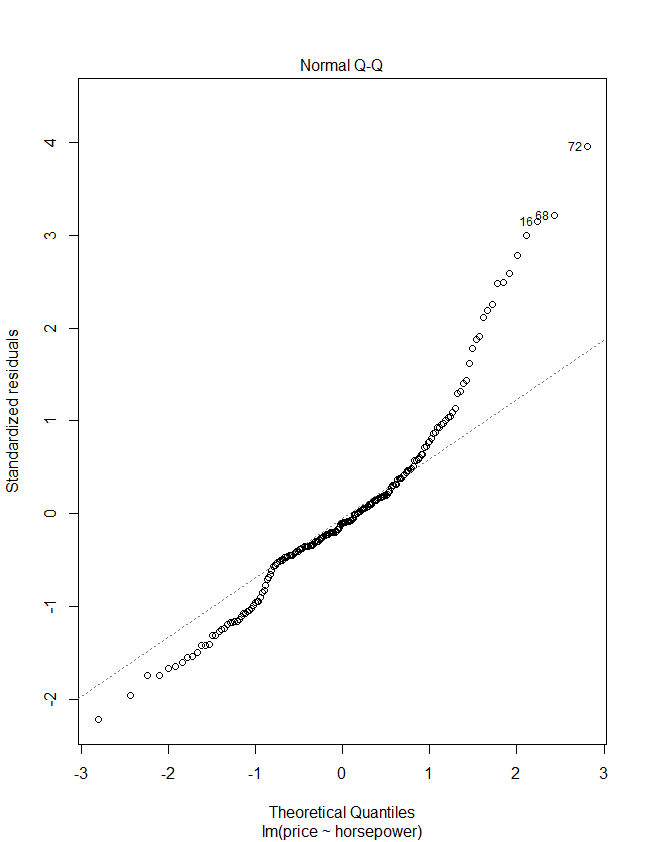 Normal Q-Q
4
3
2
1
0
-1
-2
Standardized residuals
72
68
16
-3 -2 -1 0 1 2 3
Theoretical Quantiles
lm(price ~ horsepower)